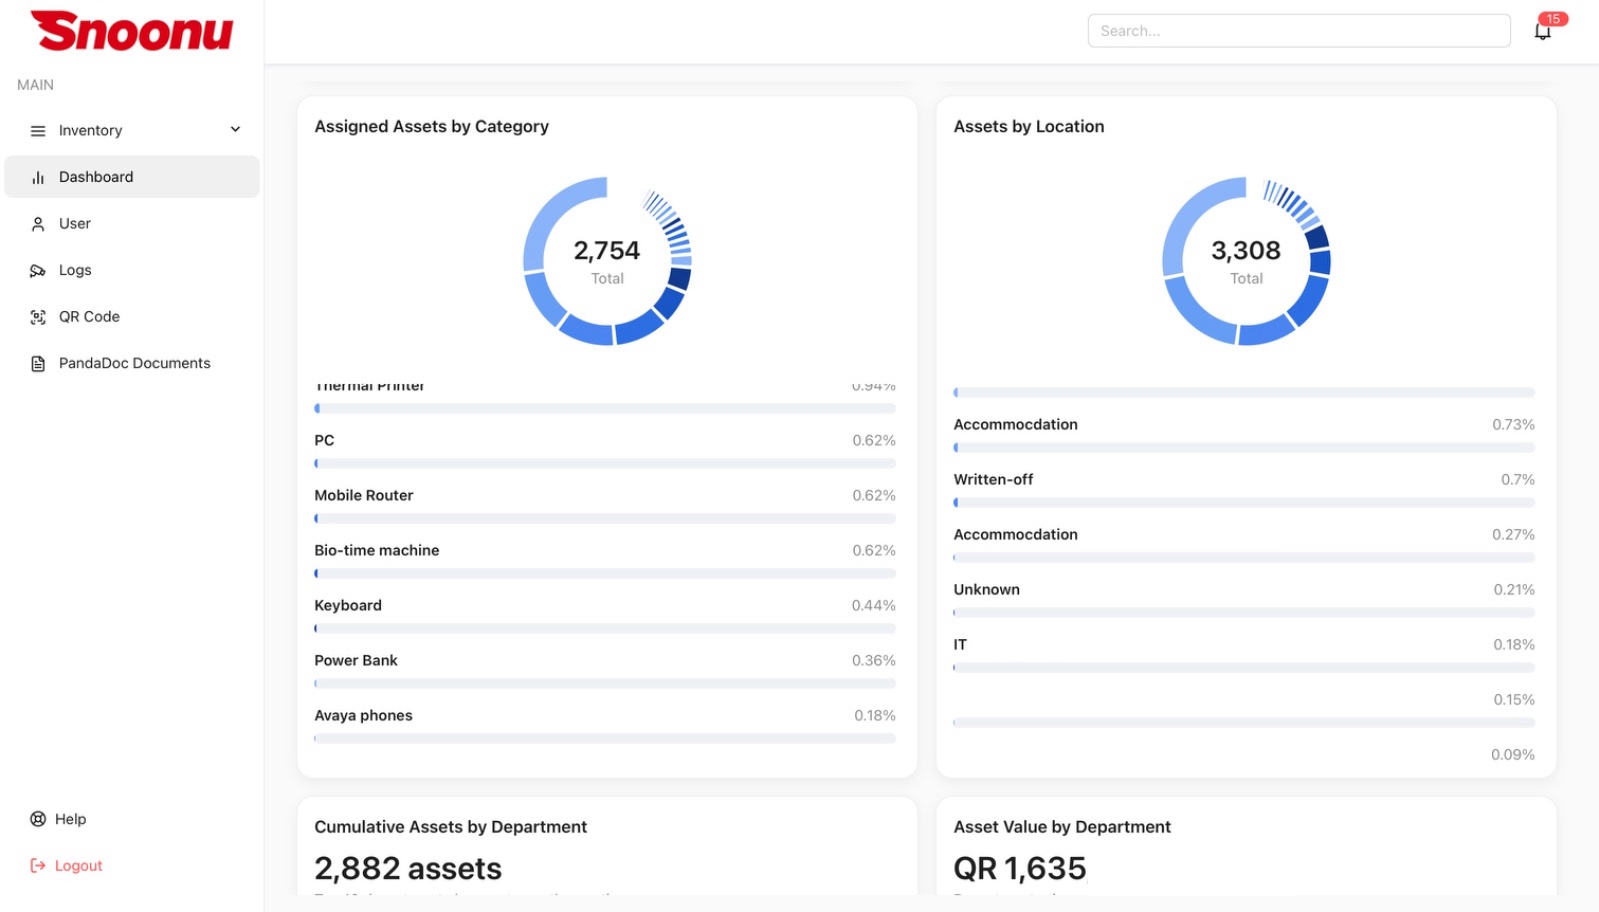 Snoonu
Search...
15
MAIN
Inventory
Dashboard
User
Logs
QR Code
PandaDoc Documents
Help
Logout
Assigned Assets by Category
2,754
Total
Thermal Printer 0.94%
PC 0.62%
Mobile Router 0.62%
Bio-time machine 0.62%
Keyboard 0.44%
Power Bank 0.36%
Avaya phones 0.18%
Assets by Location
3,308
Total
Accommocdation 0.73%
Written-off 0.7%
Accommocdation 0.27%
Unknown 0.21%
IT 0.18%
0.15%
0.09%
Cumulative Assets by Department
2,882 assets
Asset Value by Department
QR 1,635